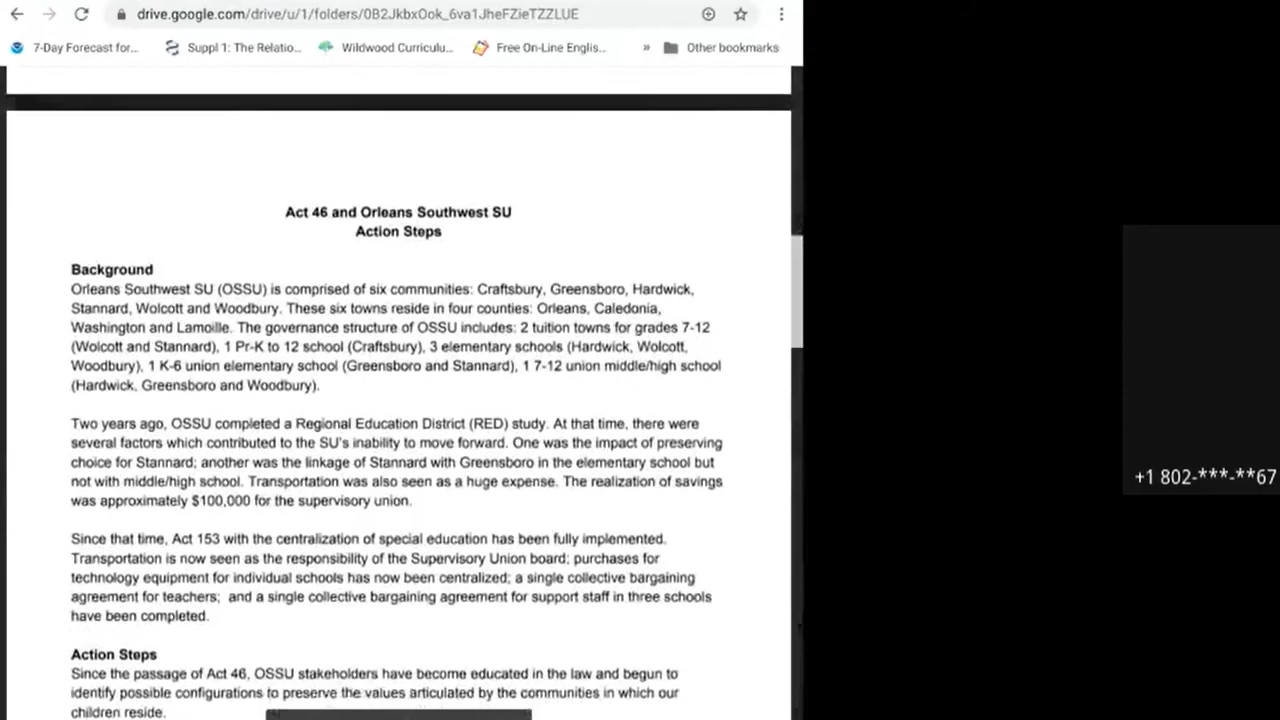 drive.google.com/drive/u/1/folders/0B2JkbxOok_6va1JheFZieTZZLUE
7-Day Forecast for... Suppl 1: The Relatio... Wildwood Curriculu... Free On-Line Englis... » Other bookmarks
Act 46 and Orleans Southwest SU
Action Steps
Background
Orleans Southwest SU (OSSU) is comprised of six communities: Craftsbury, Greensboro, Hardwick,
Stannard, Wolcott and Woodbury. These six towns reside in four counties: Orleans, Caledonia,
Washington and Lamoille. The governance structure of OSSU includes: 2 tuition towns for grades 7-12
(Wolcott and Stannard), 1 Pr-K to 12 school (Craftsbury), 3 elementary schools (Hardwick, Wolcott,
Woodbury), 1 K-6 union elementary school (Greensboro and Stannard), 1 7-12 union middle/high school
(Hardwick, Greensboro and Woodbury).
Two years ago, OSSU completed a Regional Education District (RED) study. At that time, there were
several factors which contributed to the SU's inability to move forward. One was the impact of preserving
choice for Stannard; another was the linkage of Stannard with Greensboro in the elementary school but
not with middle/high school. Transportation was also seen as a huge expense. The realization of savings
was approximately $100,000 for the supervisory union.
Since that time, Act 153 with the centralization of special education has been fully implemented.
Transportation is now seen as the responsibility of the Supervisory Union board; purchases for
technology equipment for individual schools has now been centralized; a single collective bargaining
agreement for teachers; and a single collective bargaining agreement for support staff in three schools
have been completed.
Action Steps
Since the passage of Act 46, OSSU stakeholders have become educated in the law and begun to
identify possible configurations to preserve the values articulated by the communities in which our
children reside.
+1 802-***-**67